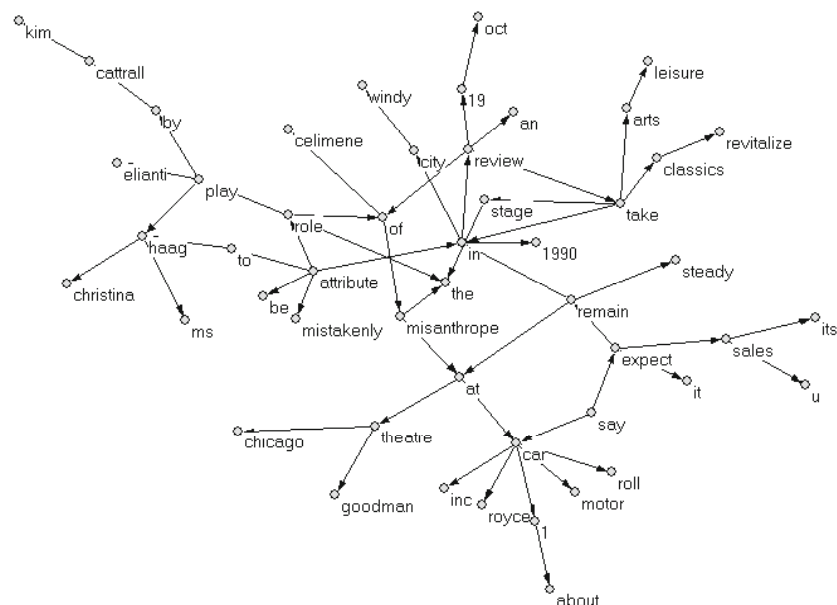 oct
kim
cattrall
leisure
windy
19
by
celimene
an
arts
revitalize
city
classics
elianti
review
play
stage
take
role
of
haag
to
in
1990
attribute
the
steady
christina
be
remain
ms
mistakenly
misanthrope
its
expect
sales
at
it
u
say
chicago
theatre
car
roll
goodman
inc
motor
royce
1
about